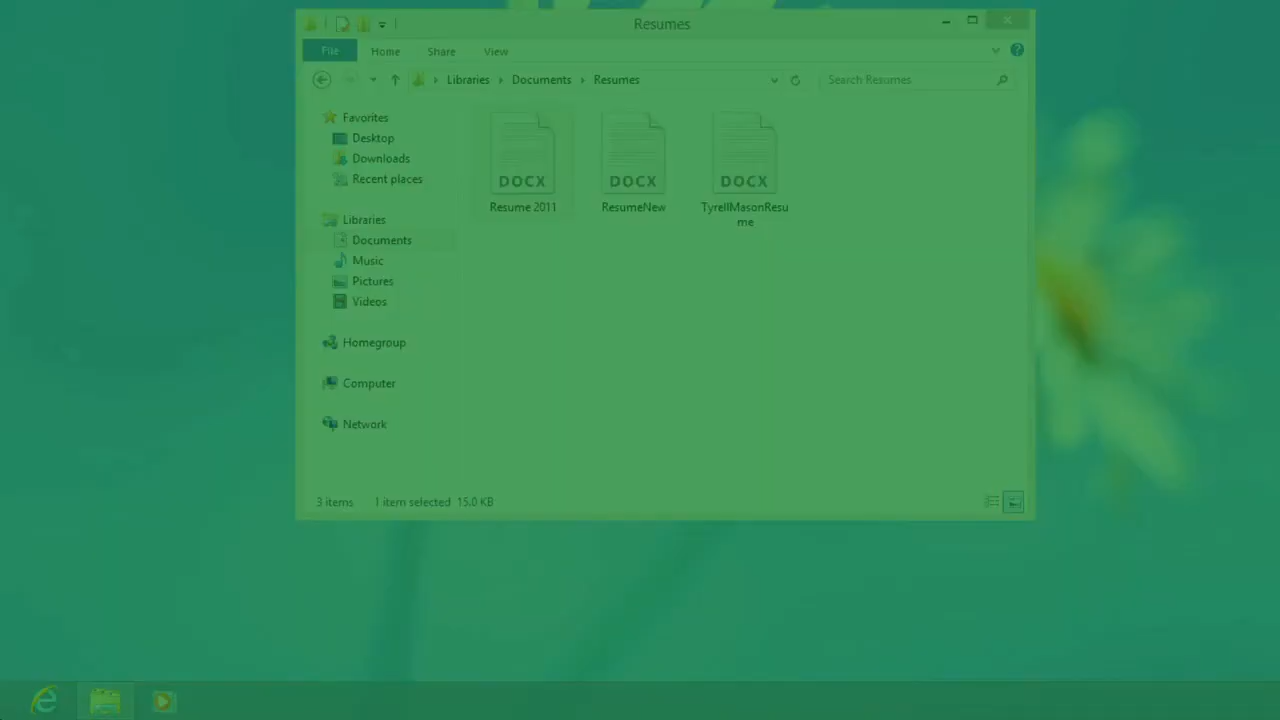 Resumes
File Home Share View
Libraries Documents Resumes Search Resumes
Favorites
Desktop
Downloads
Recent places
Libraries
Documents
Music
Pictures
Videos
Homegroup
Computer
Network
DOCX DOCX DOCX
Resume 2011 ResumeNew TyrellMasonResu
me
3 items 1 item selected 15.0 KB